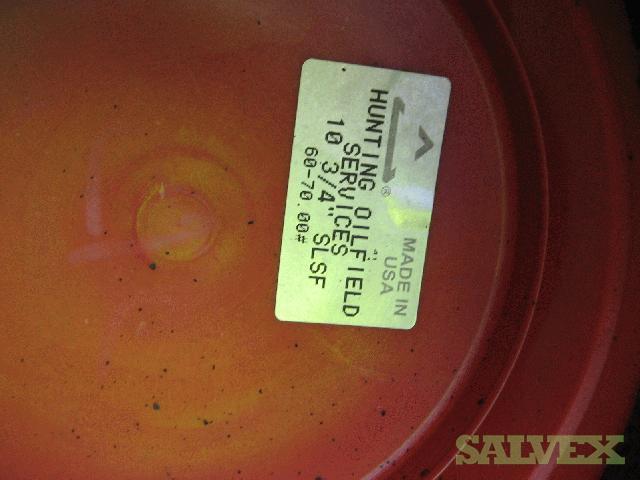 MADE IN
USA
®
HUNTING OILFIELD
SERVICES
10 3/4" SLSF
60-70.00#
SALVEX